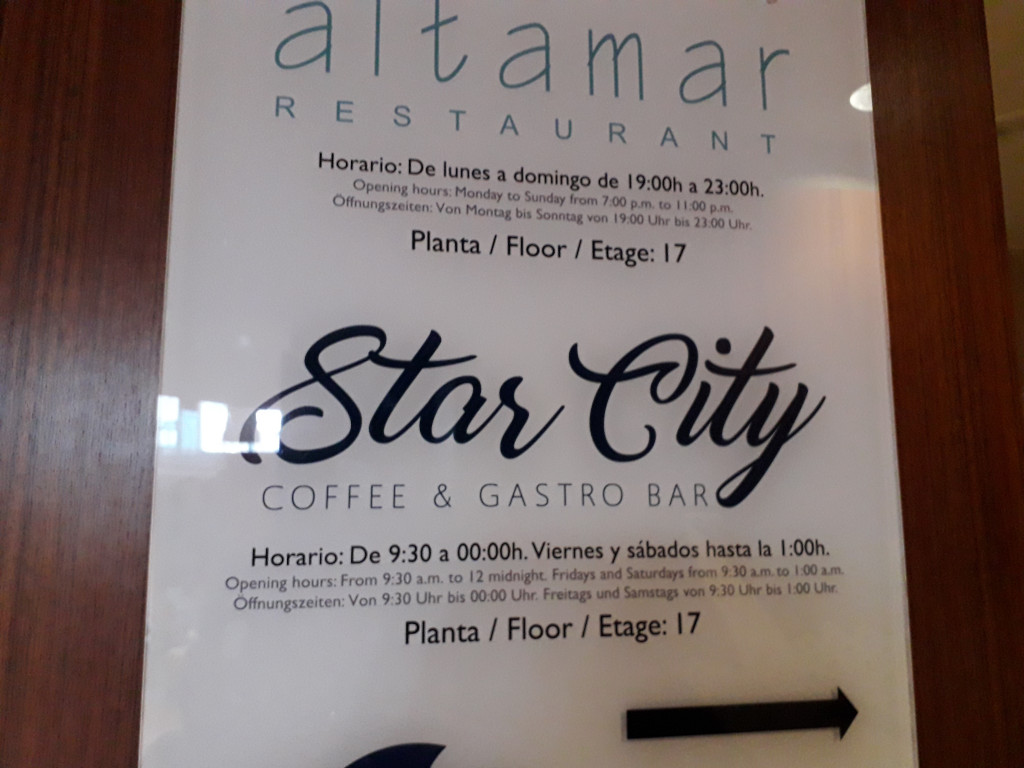 altamar
RESTAURANT
Horario: De lunes a domingo de 19:00h a 23:00h.
Opening hours: Monday to Sunday from 7:00 p.m. to 11:00 p.m.
Öffnungszeiten: Von Montag bis Sonntag von 19:00 Uhr bis 23:00 Uhr.
Planta / Floor / Etage: 17
Star City
COFFEE & GASTRO BAR
Horario: De 9:30 a 00:00h. Viernes y sábados hasta la 1:00h.
Opening hours: From 9:30 a.m. to 12 midnight. Fridays and Saturdays from 9:30 a.m. to 1:00 a.m.
Öffnungszeiten: Von 9:30 Uhr bis 00:00 Uhr. Freitags und Samstags von 9:30 Uhr bis 1:00 Uhr.
Planta / Floor / Etage: 17